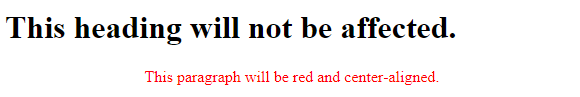 This heading will not be affected.
This paragraph will be red and center-aligned.